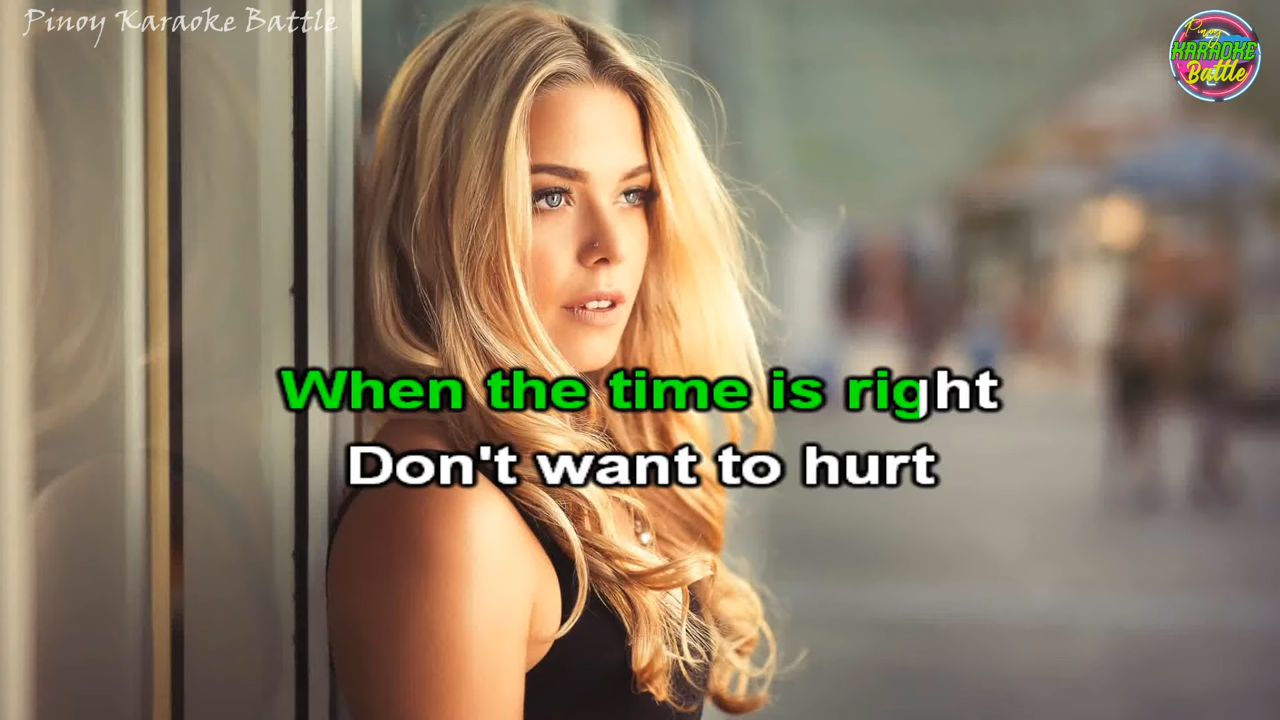 Pinoy Karaoke Battle
Pinoy
KARAOKE
Battle
When the time is right
Don't want to hurt